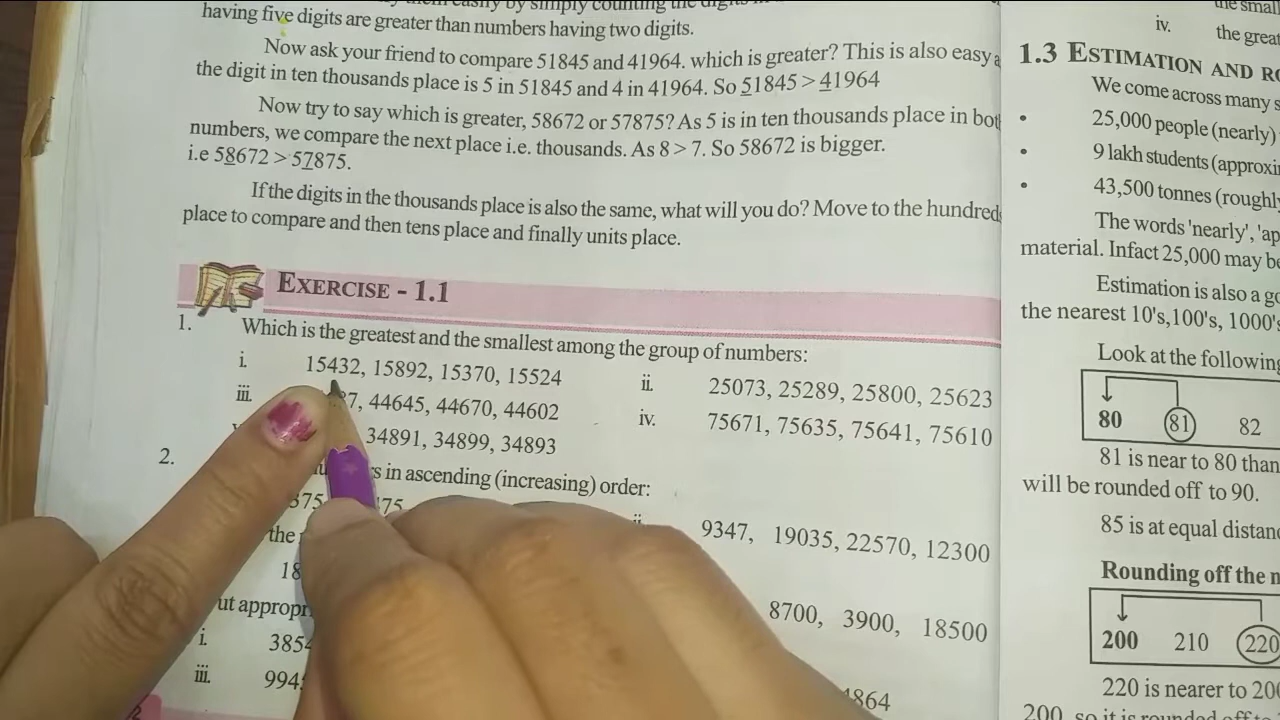 having five digits are greater than numbers having two digits.
Now ask your friend to compare 51845 and 41964. which is greater? This is also easy
the digit in ten thousands place is 5 in 51845 and 4 in 41964. So 51845 > 41964
Now try to say which is greater, 58672 or 57875? As 5 is in ten thousands place in
numbers, we compare the next place i.e. thousands. As 8 > 7. So 58672 is bigger.
i.e 58672 > 57875.
If the digits in the thousands place is also the same, what will you do? Move to the hundreds
place to compare and then tens place and finally units place.
EXERCISE - 1.1
1. Which is the greatest and the smallest among the group of numbers:
i. 15432, 15892, 15370, 15524 ii. 25073, 25289, 25800, 25623
iii. 44645, 44670, 44602 iv. 75671, 75635, 75641, 75610
34891, 34899, 34893
2. in ascending (increasing) order:
ii. 9347, 19035, 22570, 12300
the
8700, 3900, 18500
i.
iii.
iv. the
1.3 ESTIMATION AND
We come across many
25,000 people (nearly)
9 lakh students
43,500 tonnes
The words 'nearly',
material. Infact 25,000 may
Estimation is also a
the nearest 10's,100's, 1000's
Look at the following
80 81 82
81 is near to 80 than
will be rounded off to 90.
85 is at equal
Rounding off the
200 210 220
220 is nearer to
200, so it is rounded off